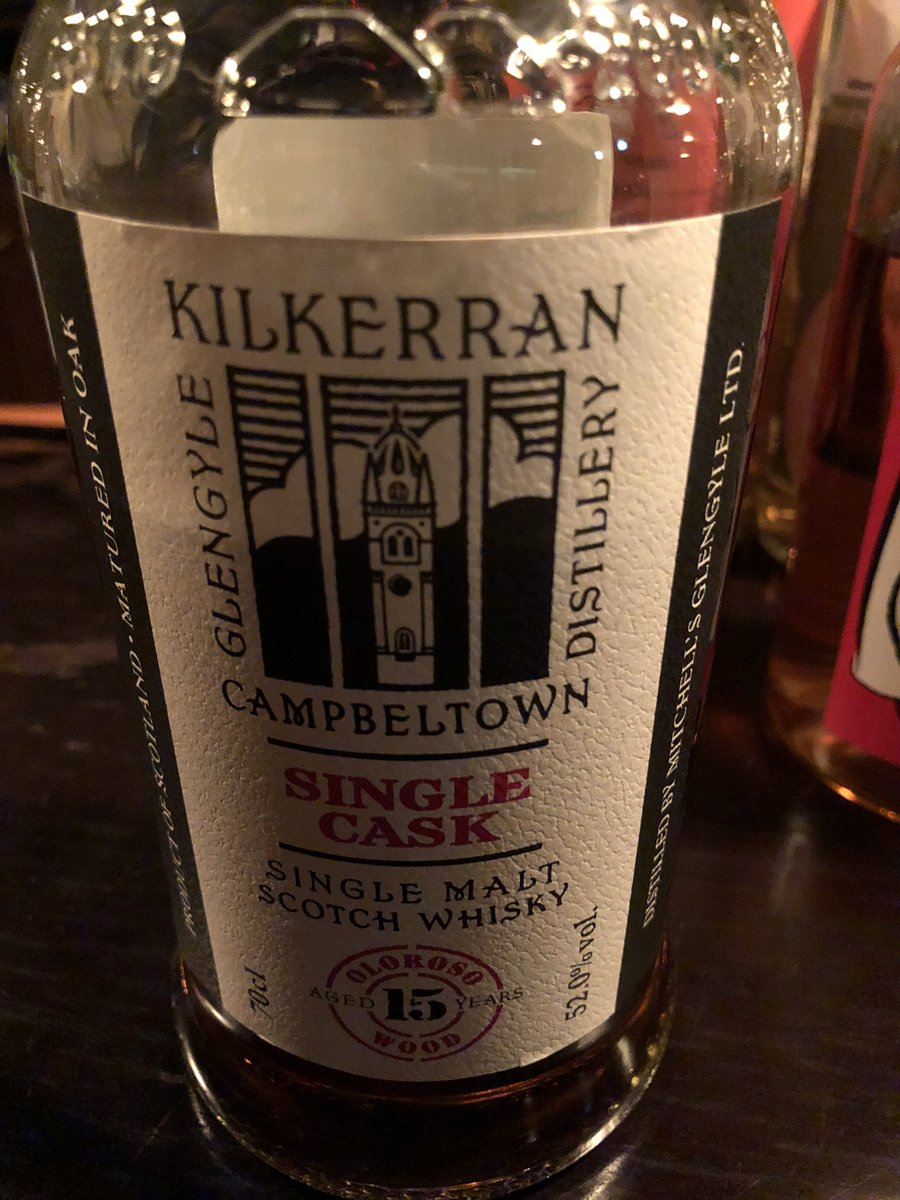 KILKERRAN
GLENGYLE
DISTILLERY
CAMPBELTOWN
SINGLE
CASK
SINGLE MALT
SCOTCH WHISKY
OLOROSO
AGED 15 YEARS
WOOD
70cl
52.0%vol.
PRODUCT OF SCOTLAND · MATURED IN OAK
DISTILLED BY MITCHELL'S GLENGYLE LTD.